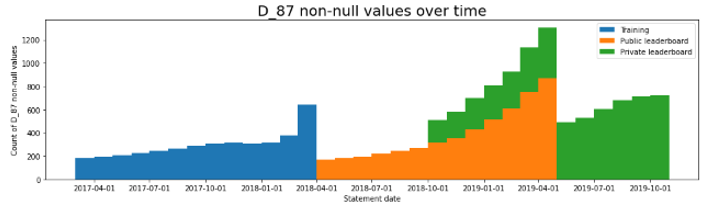 D_87 non-null values over time
Count of D_87 non-null values
1200
1000
800
600
400
200
0
Training
Public leaderboard
Private leaderboard
2017-04-01 2017-07-01 2017-10-01 2018-01-01 2018-04-01 2018-07-01 2018-10-01 2019-01-01 2019-04-01 2019-07-01 2019-10-01
Statement date